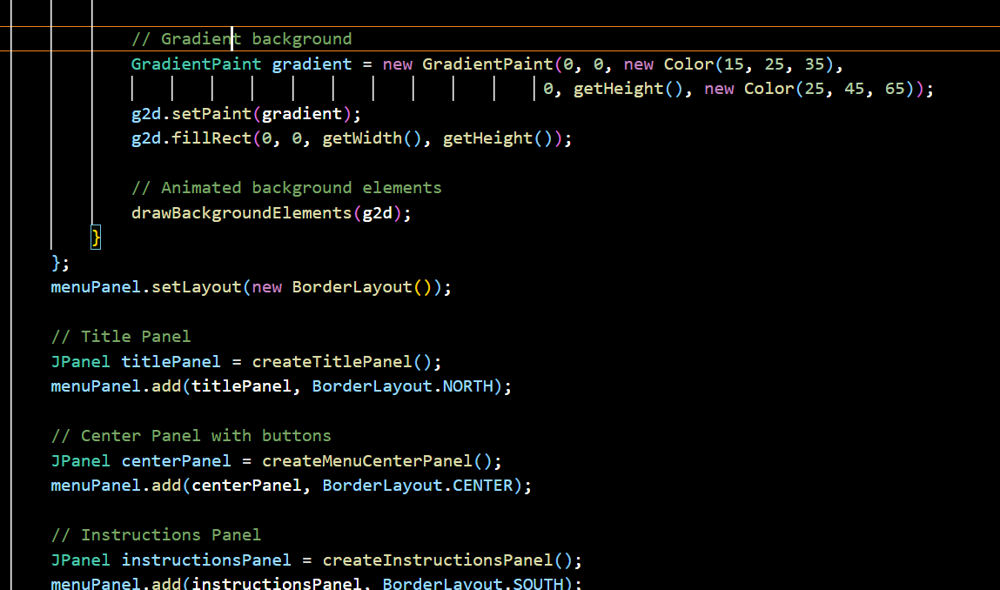 // Gradient background
GradientPaint gradient = new GradientPaint(0, 0, new Color(15, 25, 35),
0, getHeight(), new Color(25, 45, 65));
g2d.setPaint(gradient);
g2d.fillRect(0, 0, getWidth(), getHeight());
// Animated background elements
drawBackgroundElements(g2d);
}
};
menuPanel.setLayout(new BorderLayout());
// Title Panel
JPanel titlePanel = createTitlePanel();
menuPanel.add(titlePanel, BorderLayout.NORTH);
// Center Panel with buttons
JPanel centerPanel = createMenuCenterPanel();
menuPanel.add(centerPanel, BorderLayout.CENTER);
// Instructions Panel
JPanel instructionsPanel = createInstructionsPanel();
menuPanel.add(instructionsPanel, BorderLayout.SOUTH);